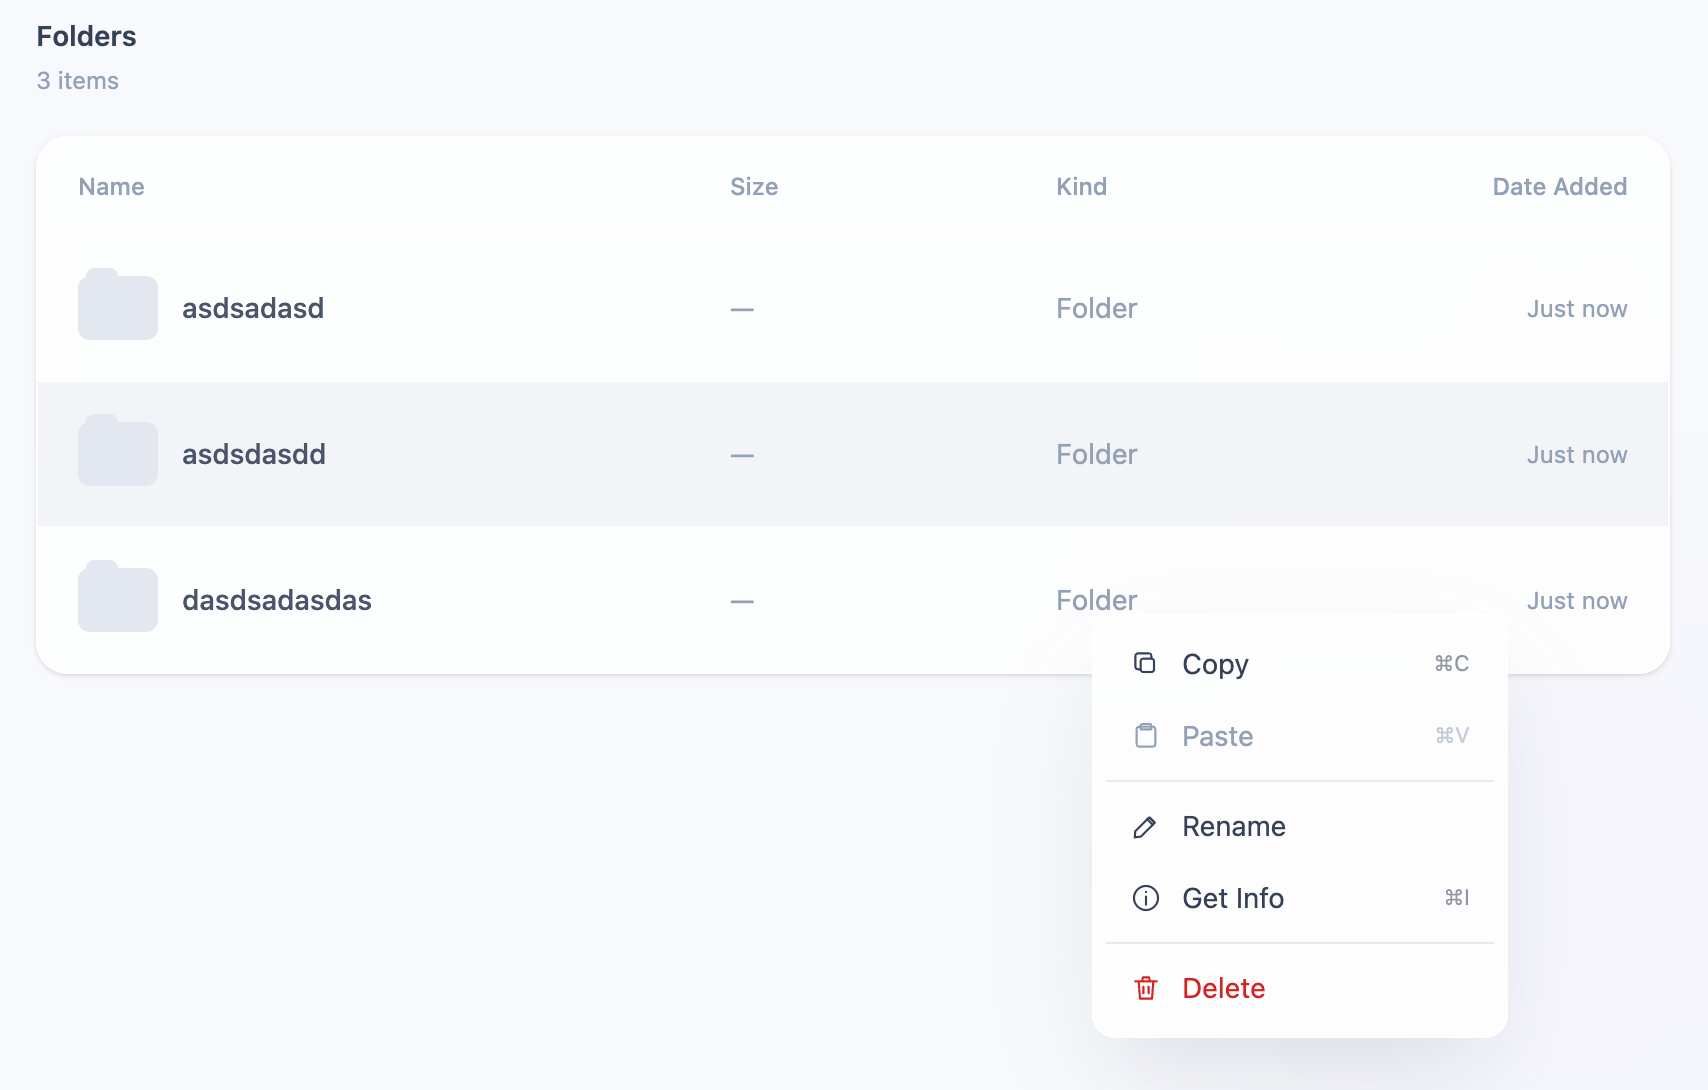 Folders
3 items
Name Size Kind Date Added
asdsadasd — Folder Just now
asdsdasdd — Folder Just now
dasdsadasdas — Folder Just now
Copy ⌘C
Paste ⌘V
Rename
Get Info ⌘I
Delete